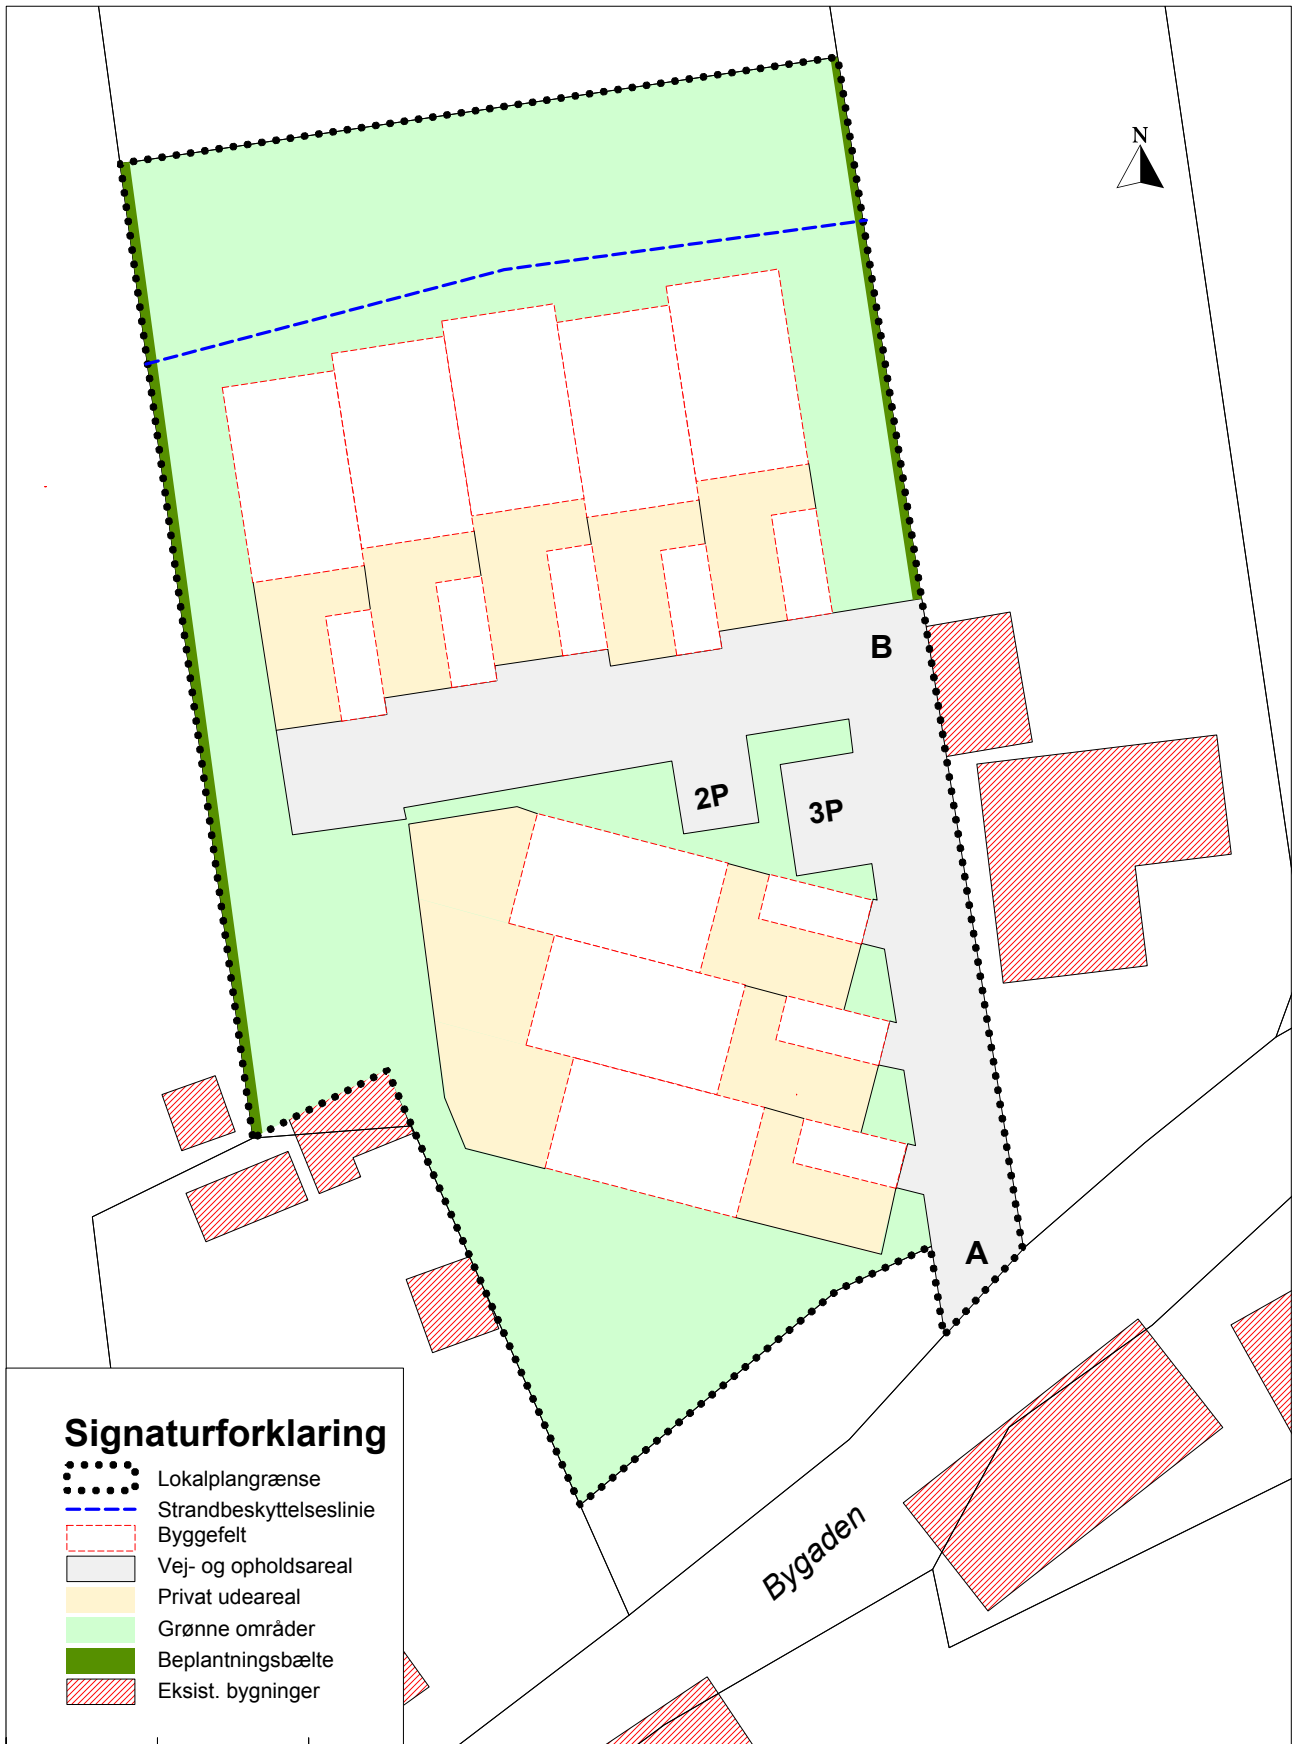 N
B
2P
3P
A
Bygaden
Signaturforklaring
Lokalplangrænse
Strandbeskyttelseslinie
Byggefelt
Vej- og opholdsareal
Privat udeareal
Grønne områder
Beplantningsbælte
Eksist. bygninger